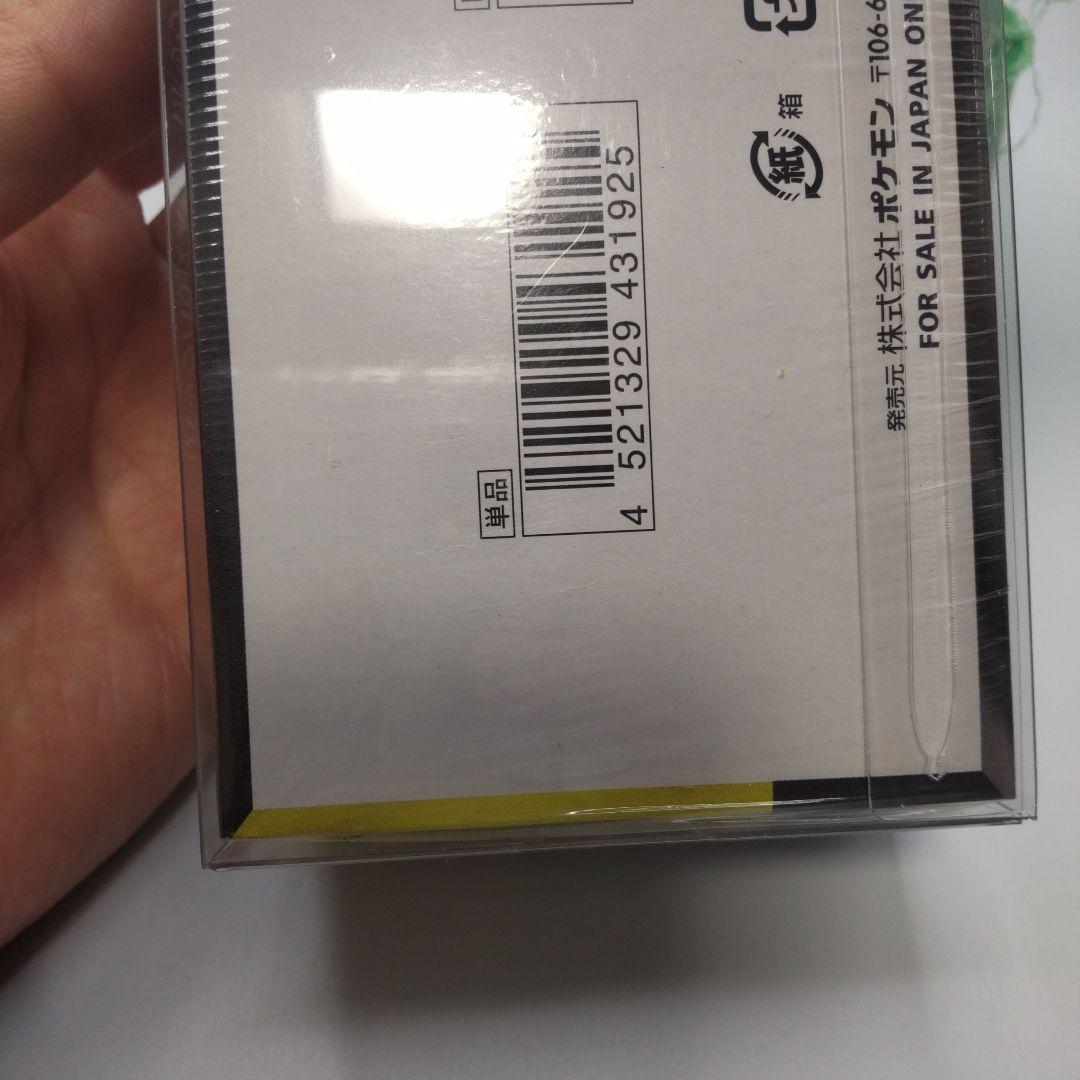 単品
4 521329 431925
紙 箱
発売元 株式会社ポケモン 〒106-6
FOR SALE IN JAPAN ON